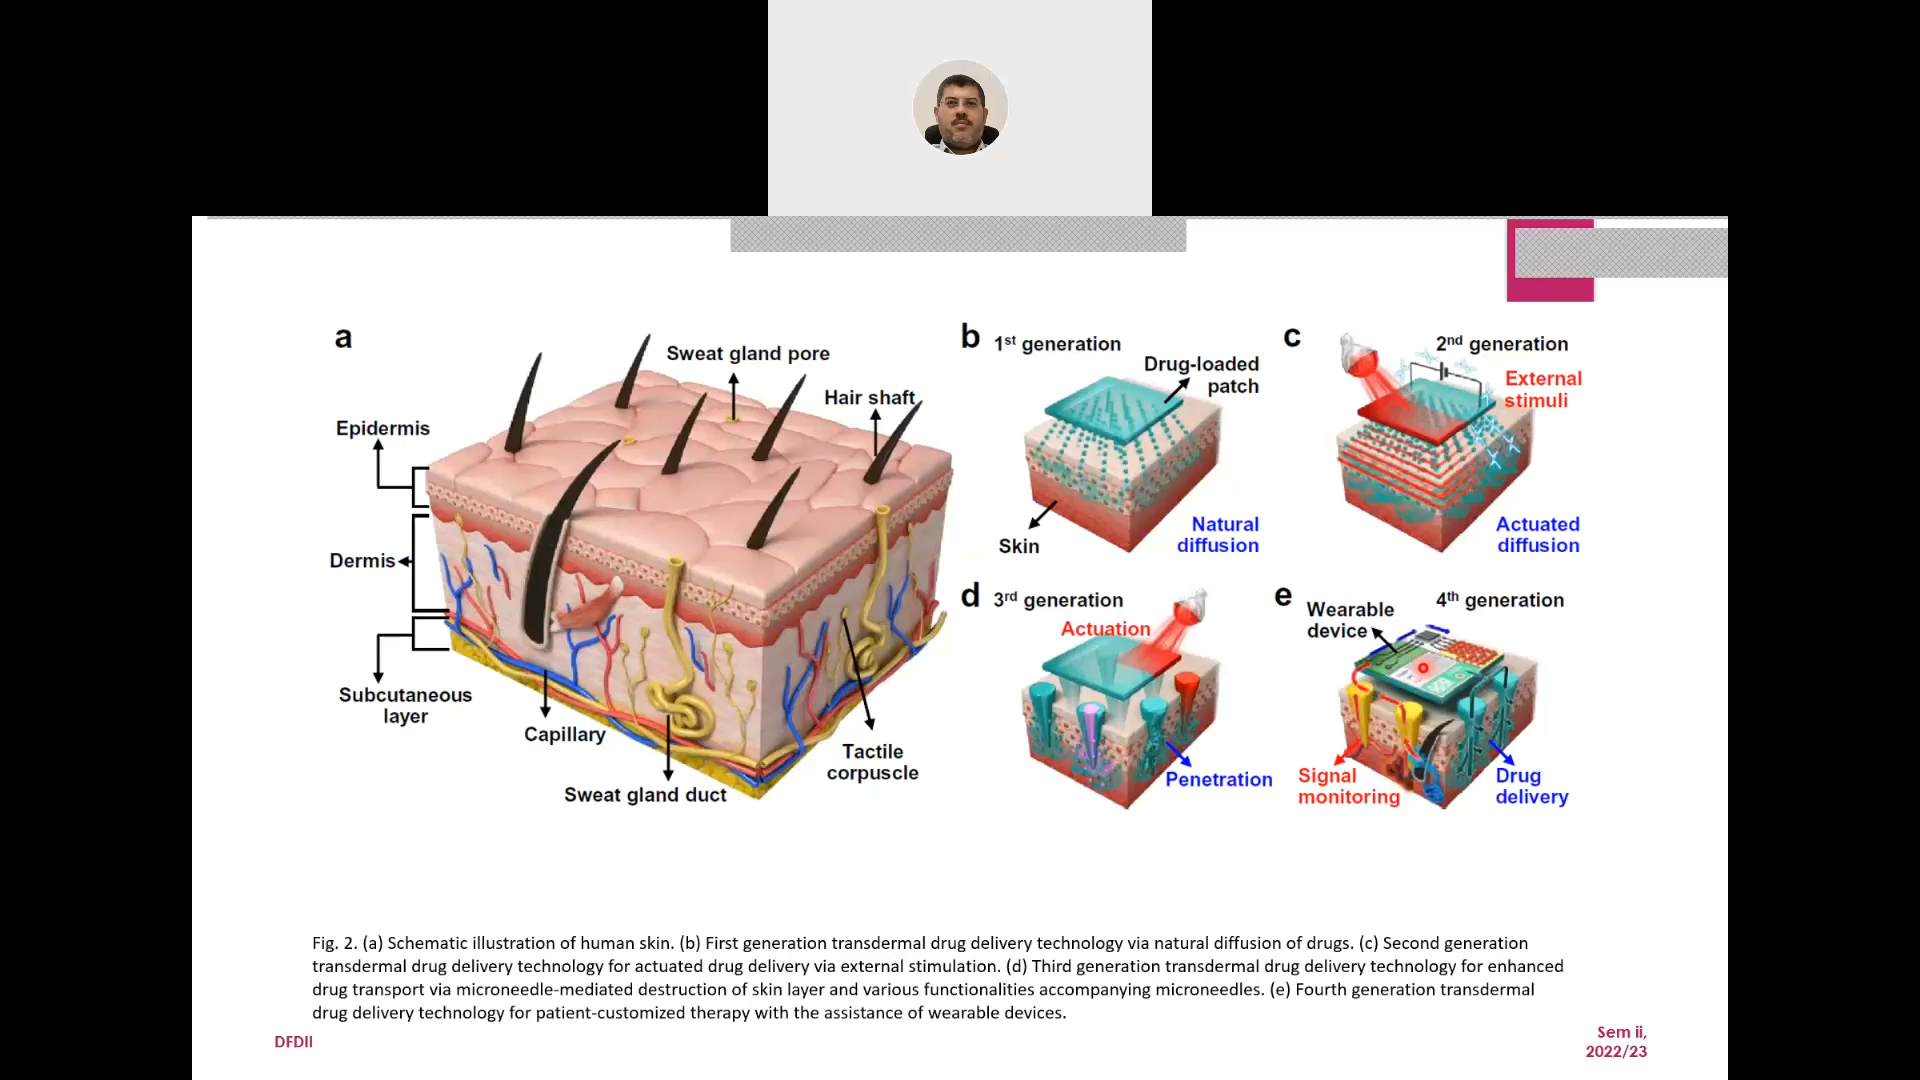 a
Sweat gland pore
Hair shaft
Epidermis
Dermis
Subcutaneous
layer
Capillary
Sweat gland duct
Tactile
corpuscle
b
1st generation
Drug-loaded
patch
Skin
Natural
diffusion
c
2nd generation
External
stimuli
Actuated
diffusion
d
3rd generation
Actuation
Penetration
e
4th generation
Wearable
device
Signal
monitoring
Drug
delivery
Fig. 2. (a) Schematic illustration of human skin. (b) First generation transdermal drug delivery technology via natural diffusion of drugs. (c) Second generation
transdermal drug delivery technology for actuated drug delivery via external stimulation. (d) Third generation transdermal drug delivery technology for enhanced
drug transport via microneedle-mediated destruction of skin layer and various functionalities accompanying microneedles. (e) Fourth generation transdermal
drug delivery technology for patient-customized therapy with the assistance of wearable devices.
DFDII
Sem ii,
2022/23